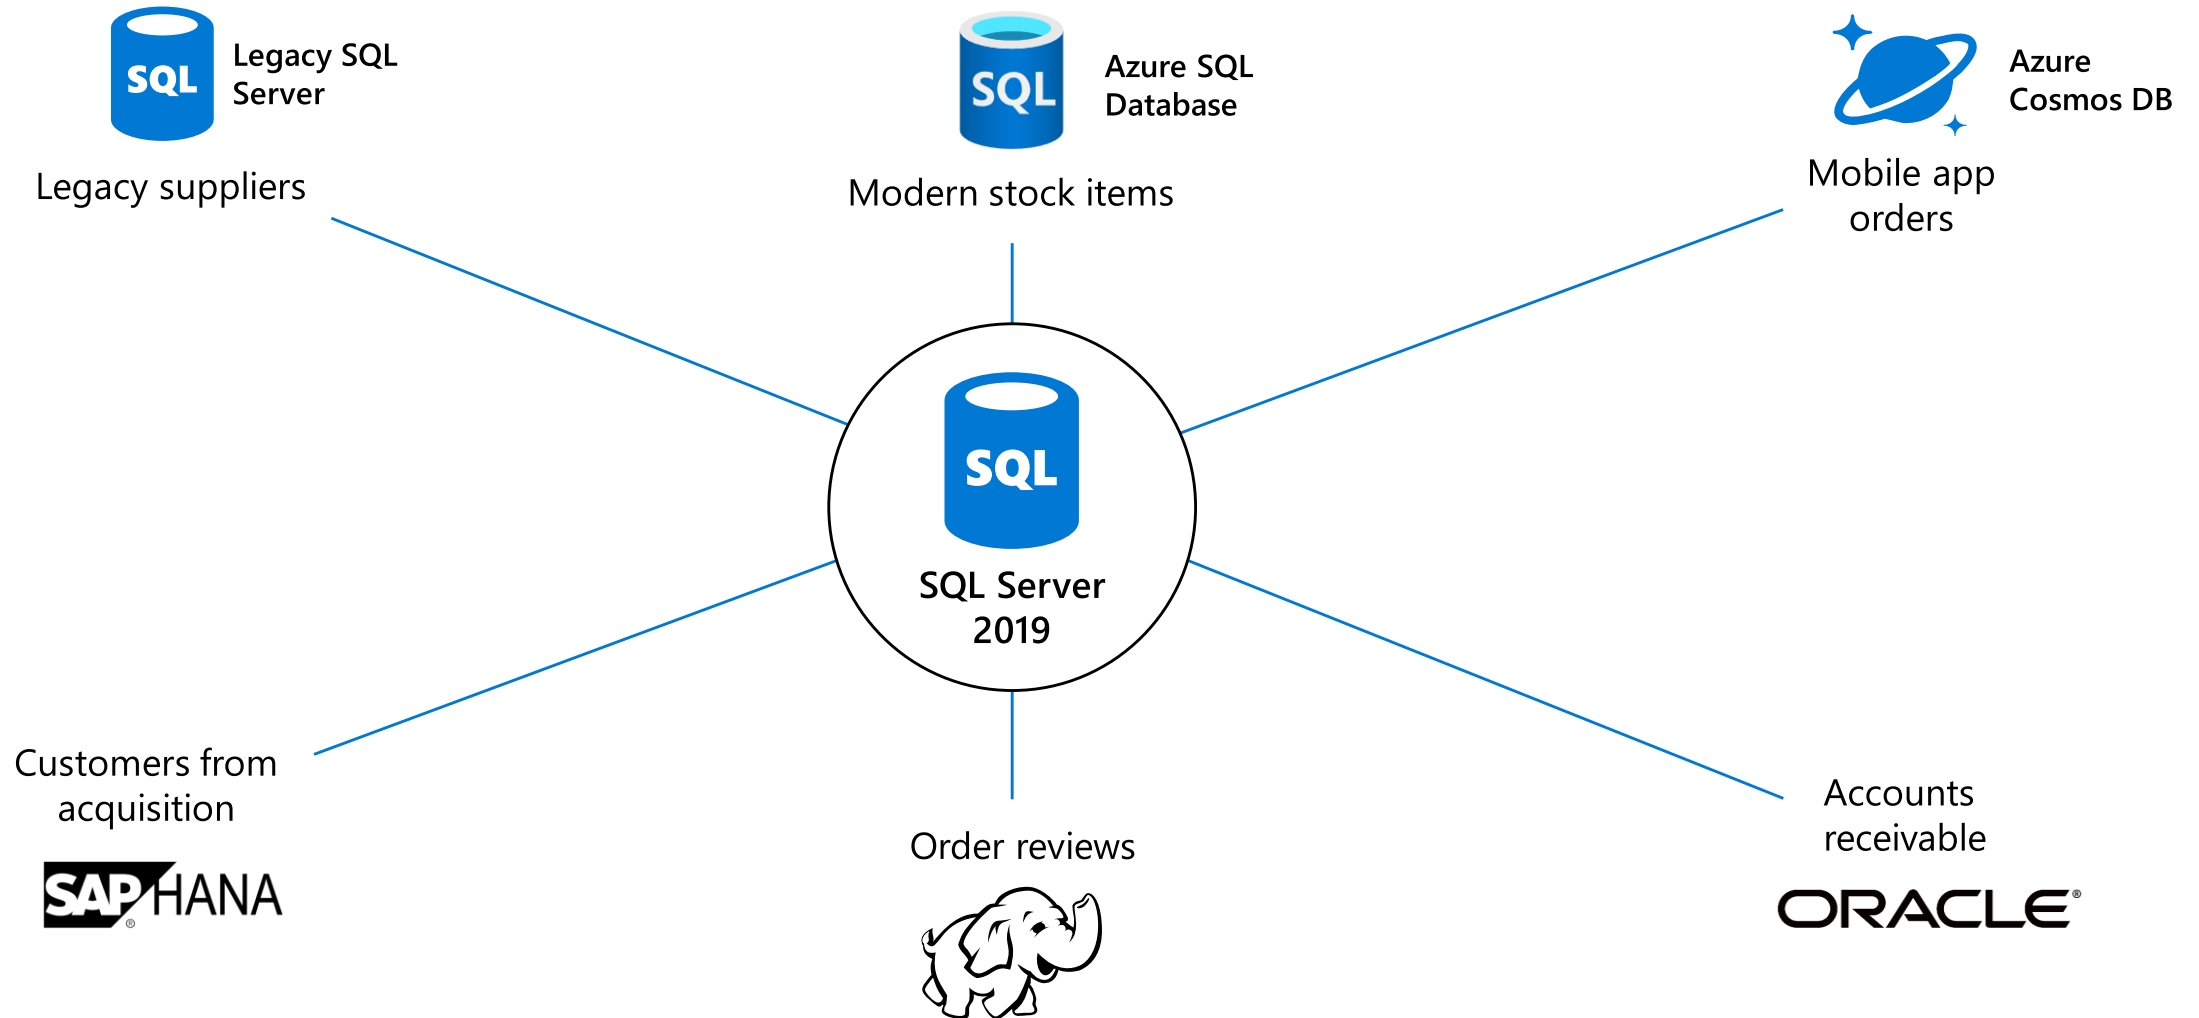 SQL
Legacy SQL
Server
Legacy suppliers
SQL
Azure SQL
Database
Modern stock items
Azure
Cosmos DB
Mobile app
orders
SQL
SQL Server
2019
Customers from
acquisition
SAP HANA
®
Order reviews
Accounts
receivable
ORACLE®